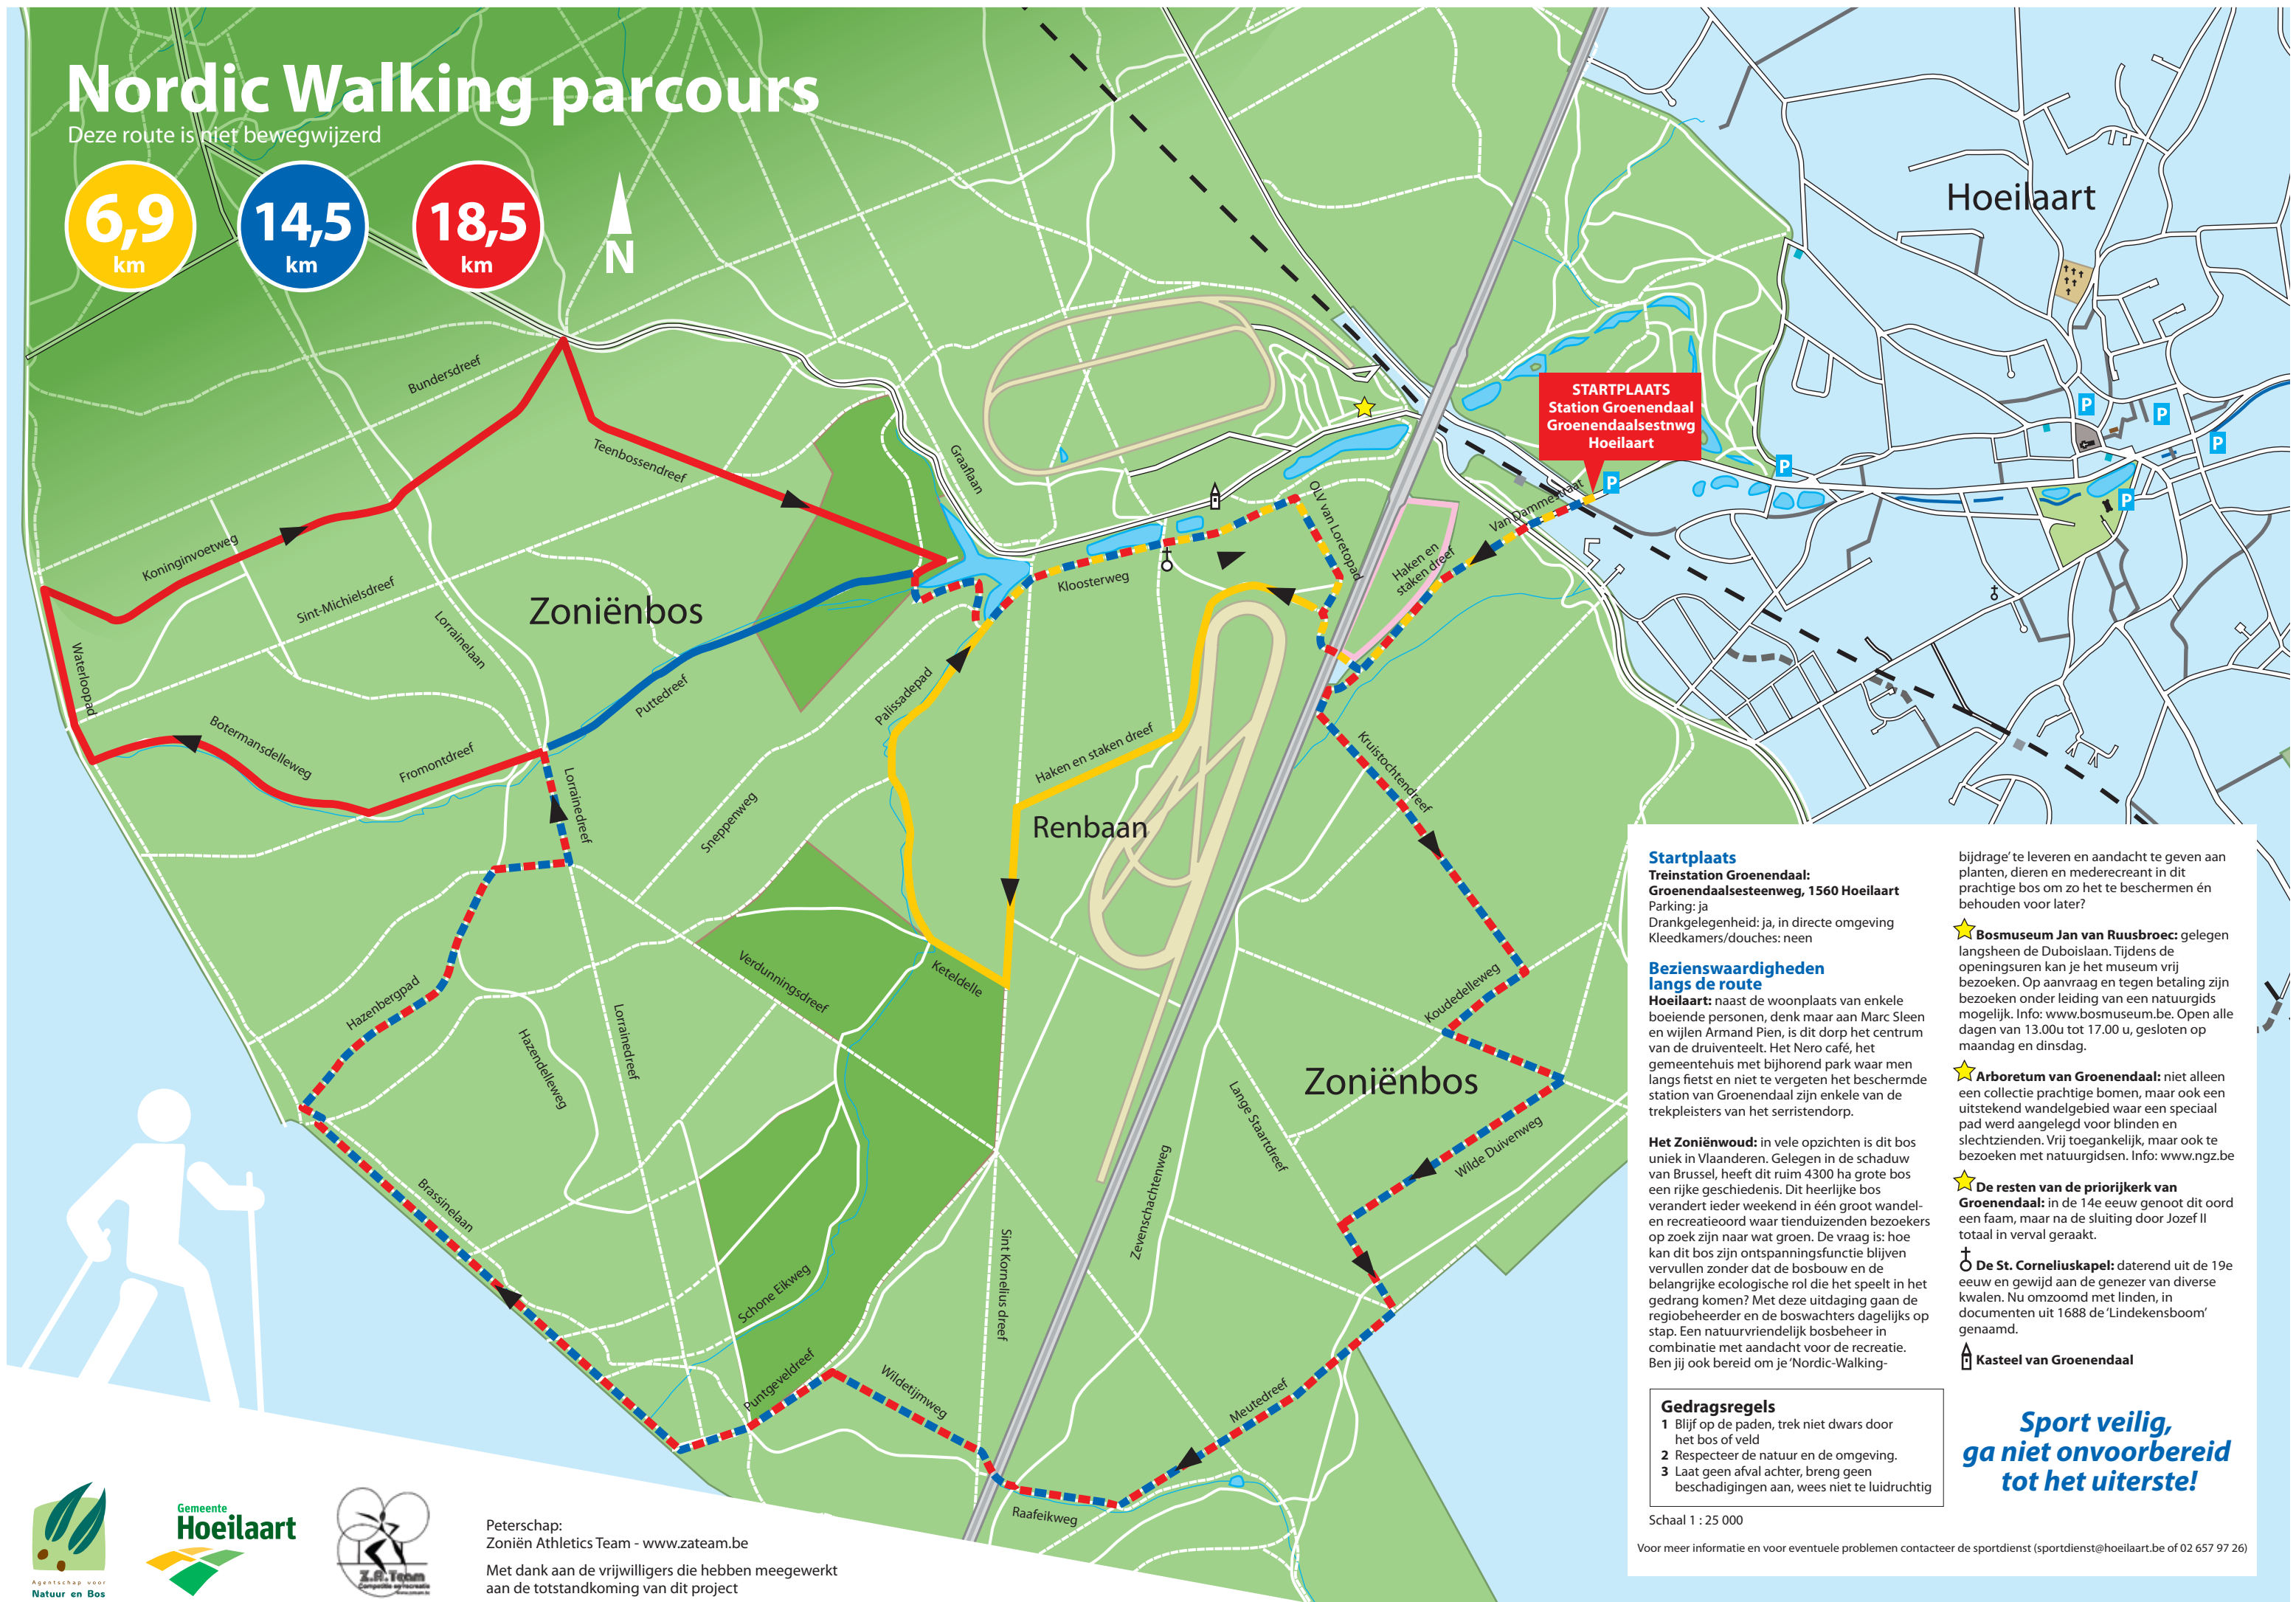 Nordic Walking parcours
Deze route is niet bewegwijzerd
6,9
km
14,5
km
18,5
km
N
Hoeilaart
STARTPLAATS
Station Groenendaal
Groenendaalsestnwg
Hoeilaart
P
P
P
P
P
P
Bundersdreef
Teenbossendreef
Graaflaan
OLV van Loretopad
Van Dammestraat
Haken en
staken dreef
Koninginvoetweg
Kloosterweg
Sint-Michielsdreef
Lorrainelaan
Zoniënbos
Waterloopad
Puttedreef
Palissadepad
Botermansdelleweg
Fromontdreef
Haken en staken dreef
Kruistochtendreef
Lorrainedreef
Sneppenweg
Renbaan
Verdunningsdreef
Keteldelle
Koudedelleweg
Hazenbergpad
Hazendelleweg
Lorrainedreef
Zoniënbos
Lange Staartdreef
Wilde Duivenweg
Zevenschachtenweg
Brassinelaan
Sint Kornelius dreef
Schone Eikweg
Puntgeveldreef
Wildetijmweg
Meutedreef
Raafeikweg
Startplaats
Treinstation Groenendaal:
Groenendaalsesteenweg, 1560 Hoeilaart
Parking: ja
Drankgelegenheid: ja, in directe omgeving
Kleedkamers/douches: neen
Bezienswaardigheden
langs de route
Hoeilaart: naast de woonplaats van enkele
boeiende personen, denk maar aan Marc Sleen
en wijlen Armand Pien, is dit dorp het centrum
van de druiventeelt. Het Nero café, het
gemeentehuis met bijhorend park waar men
langs fietst en niet te vergeten het beschermde
station van Groenendaal zijn enkele van de
trekpleisters van het serristendorp.
Het Zoniënwoud: in vele opzichten is dit bos
uniek in Vlaanderen. Gelegen in de schaduw
van Brussel, heeft dit ruim 4300 ha grote bos
een rijke geschiedenis. Dit heerlijke bos
verandert ieder weekend in één groot wandel-
en recreatieoord waar tienduizenden bezoekers
op zoek zijn naar wat groen. De vraag is: hoe
kan dit bos zijn ontspanningsfunctie blijven
vervullen zonder dat de bosbouw en de
belangrijke ecologische rol die het speelt in het
gedrang komen? Met deze uitdaging gaan de
regiobeheerder en de boswachters dagelijks op
stap. Een natuurvriendelijk bosbeheer in
combinatie met aandacht voor de recreatie.
Ben jij ook bereid om je ‘Nordic-Walking-
bijdrage’ te leveren en aandacht te geven aan
planten, dieren en mederecreant in dit
prachtige bos om zo het te beschermen én
behouden voor later?
Bosmuseum Jan van Ruusbroec: gelegen
langsheen de Duboislaan. Tijdens de
openingsuren kan je het museum vrij
bezoeken. Op aanvraag en tegen betaling zijn
bezoeken onder leiding van een natuurgids
mogelijk. Info: www.bosmuseum.be. Open alle
dagen van 13.00u tot 17.00 u, gesloten op
maandag en dinsdag.
Arboretum van Groenendaal: niet alleen
een collectie prachtige bomen, maar ook een
uitstekend wandelgebied waar een speciaal
pad werd aangelegd voor blinden en
slechtzienden. Vrij toegankelijk, maar ook te
bezoeken met natuurgidsen. Info: www.ngz.be
De resten van de priorijkerk van
Groenendaal: in de 14e eeuw genoot dit oord
een faam, maar na de sluiting door Jozef II
totaal in verval geraakt.
De St. Corneliuskapel: daterend uit de 19e
eeuw en gewijd aan de genezer van diverse
kwalen. Nu omzoomd met linden, in
documenten uit 1688 de ‘Lindekensboom’
genaamd.
Kasteel van Groenendaal
Gedragsregels
1 Blijf op de paden, trek niet dwars door
het bos of veld
2 Respecteer de natuur en de omgeving.
3 Laat geen afval achter, breng geen
beschadigingen aan, wees niet te luidruchtig
Sport veilig,
ga niet onvoorbereid
tot het uiterste!
Schaal 1 : 25 000
Voor meer informatie en voor eventuele problemen contacteer de sportdienst (sportdienst@hoeilaart.be of 02 657 97 26)
Agentschap voor
Natuur en Bos
Gemeente
Hoeilaart
Z.A.Team
Competitie en recreatie
www.zateam.be
Peterschap:
Zoniën Athletics Team - www.zateam.be
Met dank aan de vrijwilligers die hebben meegewerkt
aan de totstandkoming van dit project